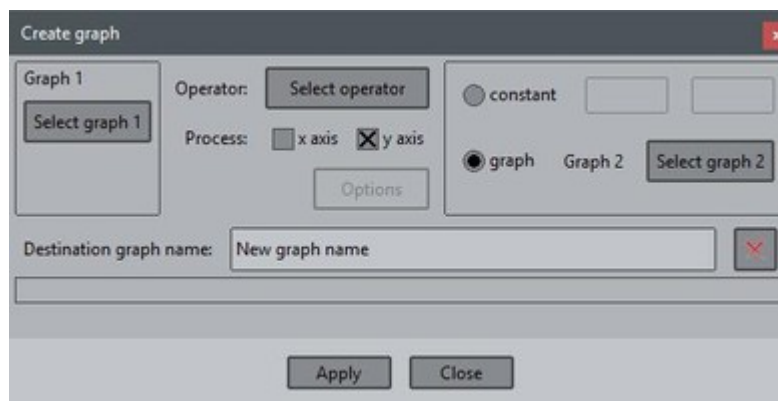 Create graph
Graph 1
Select graph 1
Operator: Select operator
Process: x axis y axis
Options
constant
graph Graph 2 Select graph 2
Destination graph name: New graph name
Apply Close